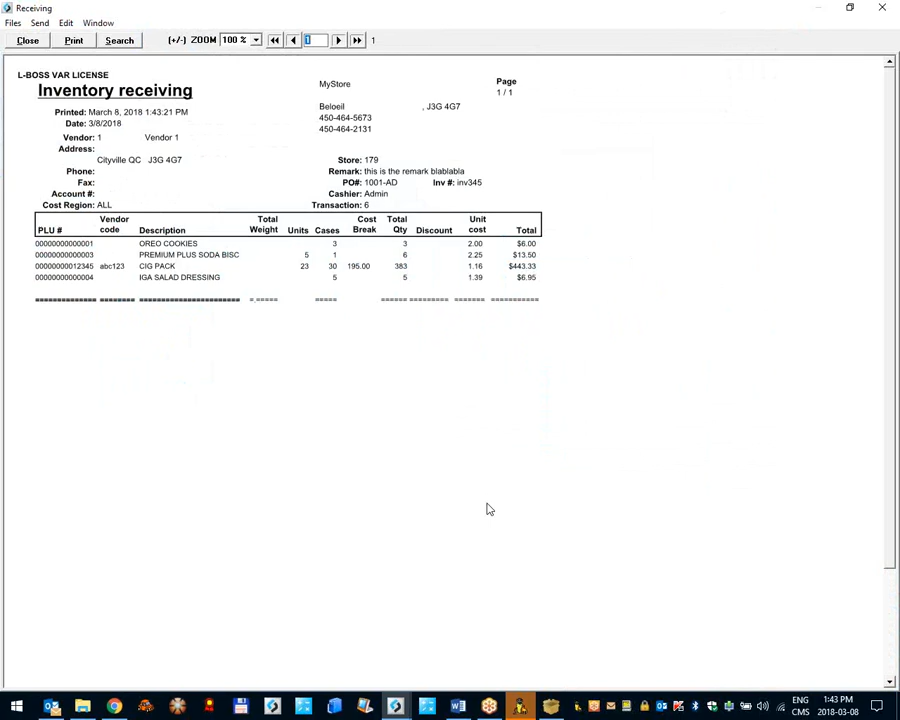 Receiving
Files Send Edit Window
Close Print Search (+/-) ZOOM 100 % 1 1
L-BOSS VAR LICENSE
Inventory receiving
MyStore
Page
1 / 1
Beloeil , J3G 4G7
450-464-5673
450-464-2131
Printed: March 8, 2018 1:43:21 PM
Date: 3/8/2018
Vendor: 1 Vendor 1
Address:
Cityville QC J3G 4G7
Phone:
Fax:
Account #:
Cost Region: ALL
Store: 179
Remark: this is the remark blablabla
PO#: 1001-AD Inv #: inv345
Cashier: Admin
Transaction: 6
Vendor Total Cost Total Unit
PLU # code Description Weight Units Cases Break Qty Discount cost Total
00000000000001 OREO COOKIES 3 3 2.00 $6.00
00000000000003 PREMIUM PLUS SODA BISC 5 1 6 2.25 $13.50
00000000012345 abc123 CIG PACK 23 30 195.00 383 1.16 $443.33
00000000000004 IGA SALAD DRESSING 5 5 1.39 $6.95
ENG 1:43 PM
CMS 2018-03-08